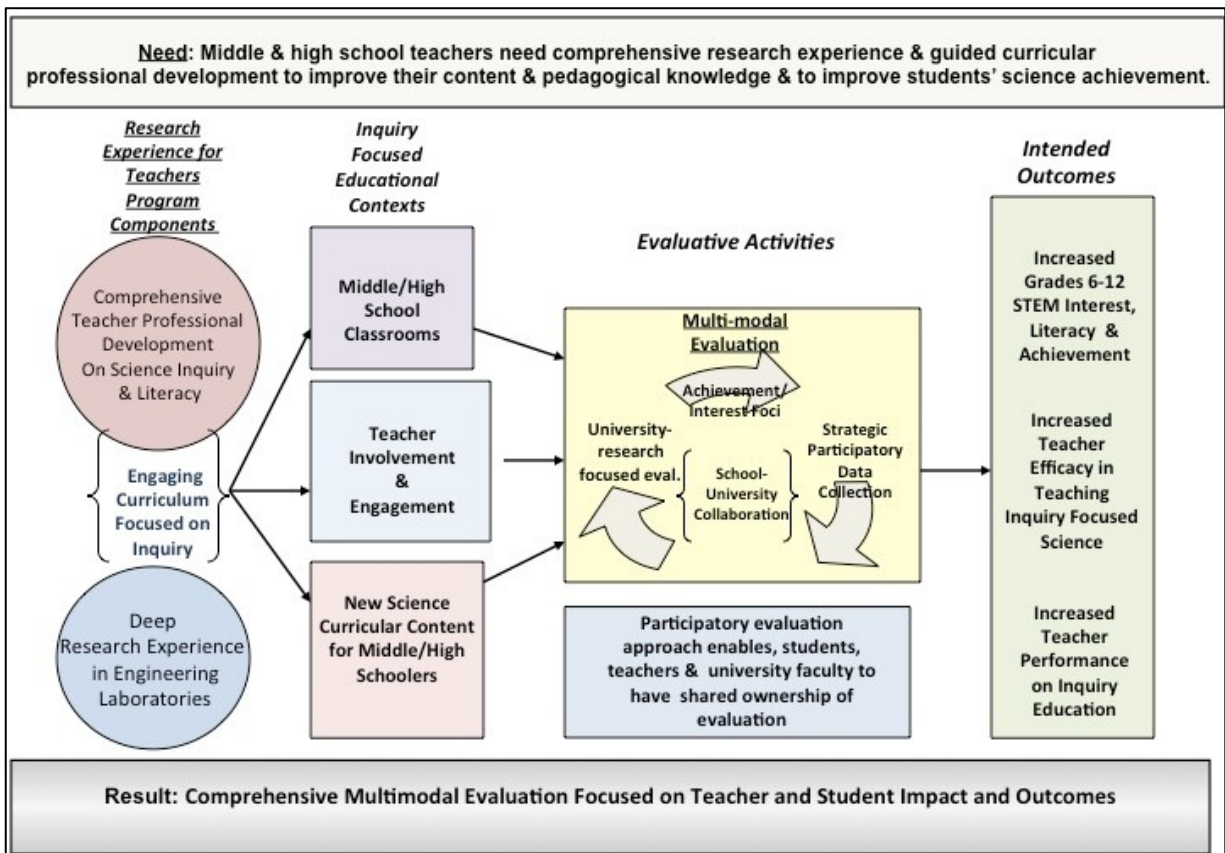 Need: Middle & high school teachers need comprehensive research experience & guided curricular
professional development to improve their content & pedagogical knowledge & to improve students’ science achievement.
Research
Experience for
Teachers
Program
Components
Comprehensive
Teacher Professional
Development
On Science Inquiry
& Literacy
Engaging
Curriculum
Focused on
Inquiry
Deep
Research Experience
in Engineering
Laboratories
Inquiry
Focused
Educational
Contexts
Middle/High
School
Classrooms
Teacher
Involvement
&
Engagement
New Science
Curricular Content
for Middle/High
Schoolers
Evaluative Activities
Multi-modal
Evaluation
Achievement/
Interest Foci
University-
research
focused eval.
School-
University
Collaboration
Strategic
Participatory
Data
Collection
Participatory evaluation
approach enables, students,
teachers & university faculty to
have shared ownership of
evaluation
Intended
Outcomes
Increased
Grades 6-12
STEM Interest,
Literacy &
Achievement
Increased
Teacher
Efficacy in
Teaching
Inquiry Focused
Science
Increased
Teacher
Performance
on Inquiry
Education
Result: Comprehensive Multimodal Evaluation Focused on Teacher and Student Impact and Outcomes